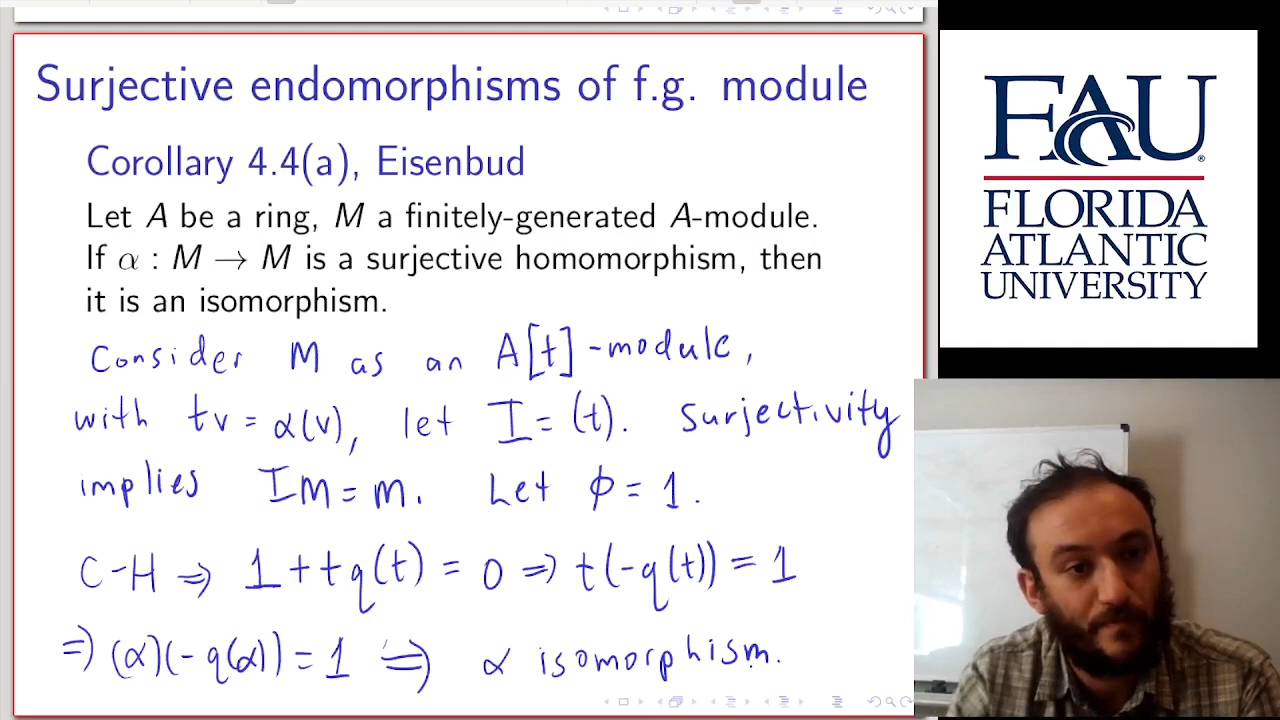 Surjective endomorphisms of f.g. module
Corollary 4.4(a), Eisenbud
Let A be a ring, M a finitely-generated A-module.
If α : M → M is a surjective homomorphism, then
it is an isomorphism.
Consider M as an A[t]-module,
with tv = α(v), let I = (t). Surjectivity
implies IM = M. Let φ = 1.
C-H ⇒ 1 + t q(t) = 0 ⇒ t(-q(t)) = 1
⇒ (α)(-q(α)) = 1 ⇒ α isomorphism.
FAU
FLORIDA
ATLANTIC
UNIVERSITY